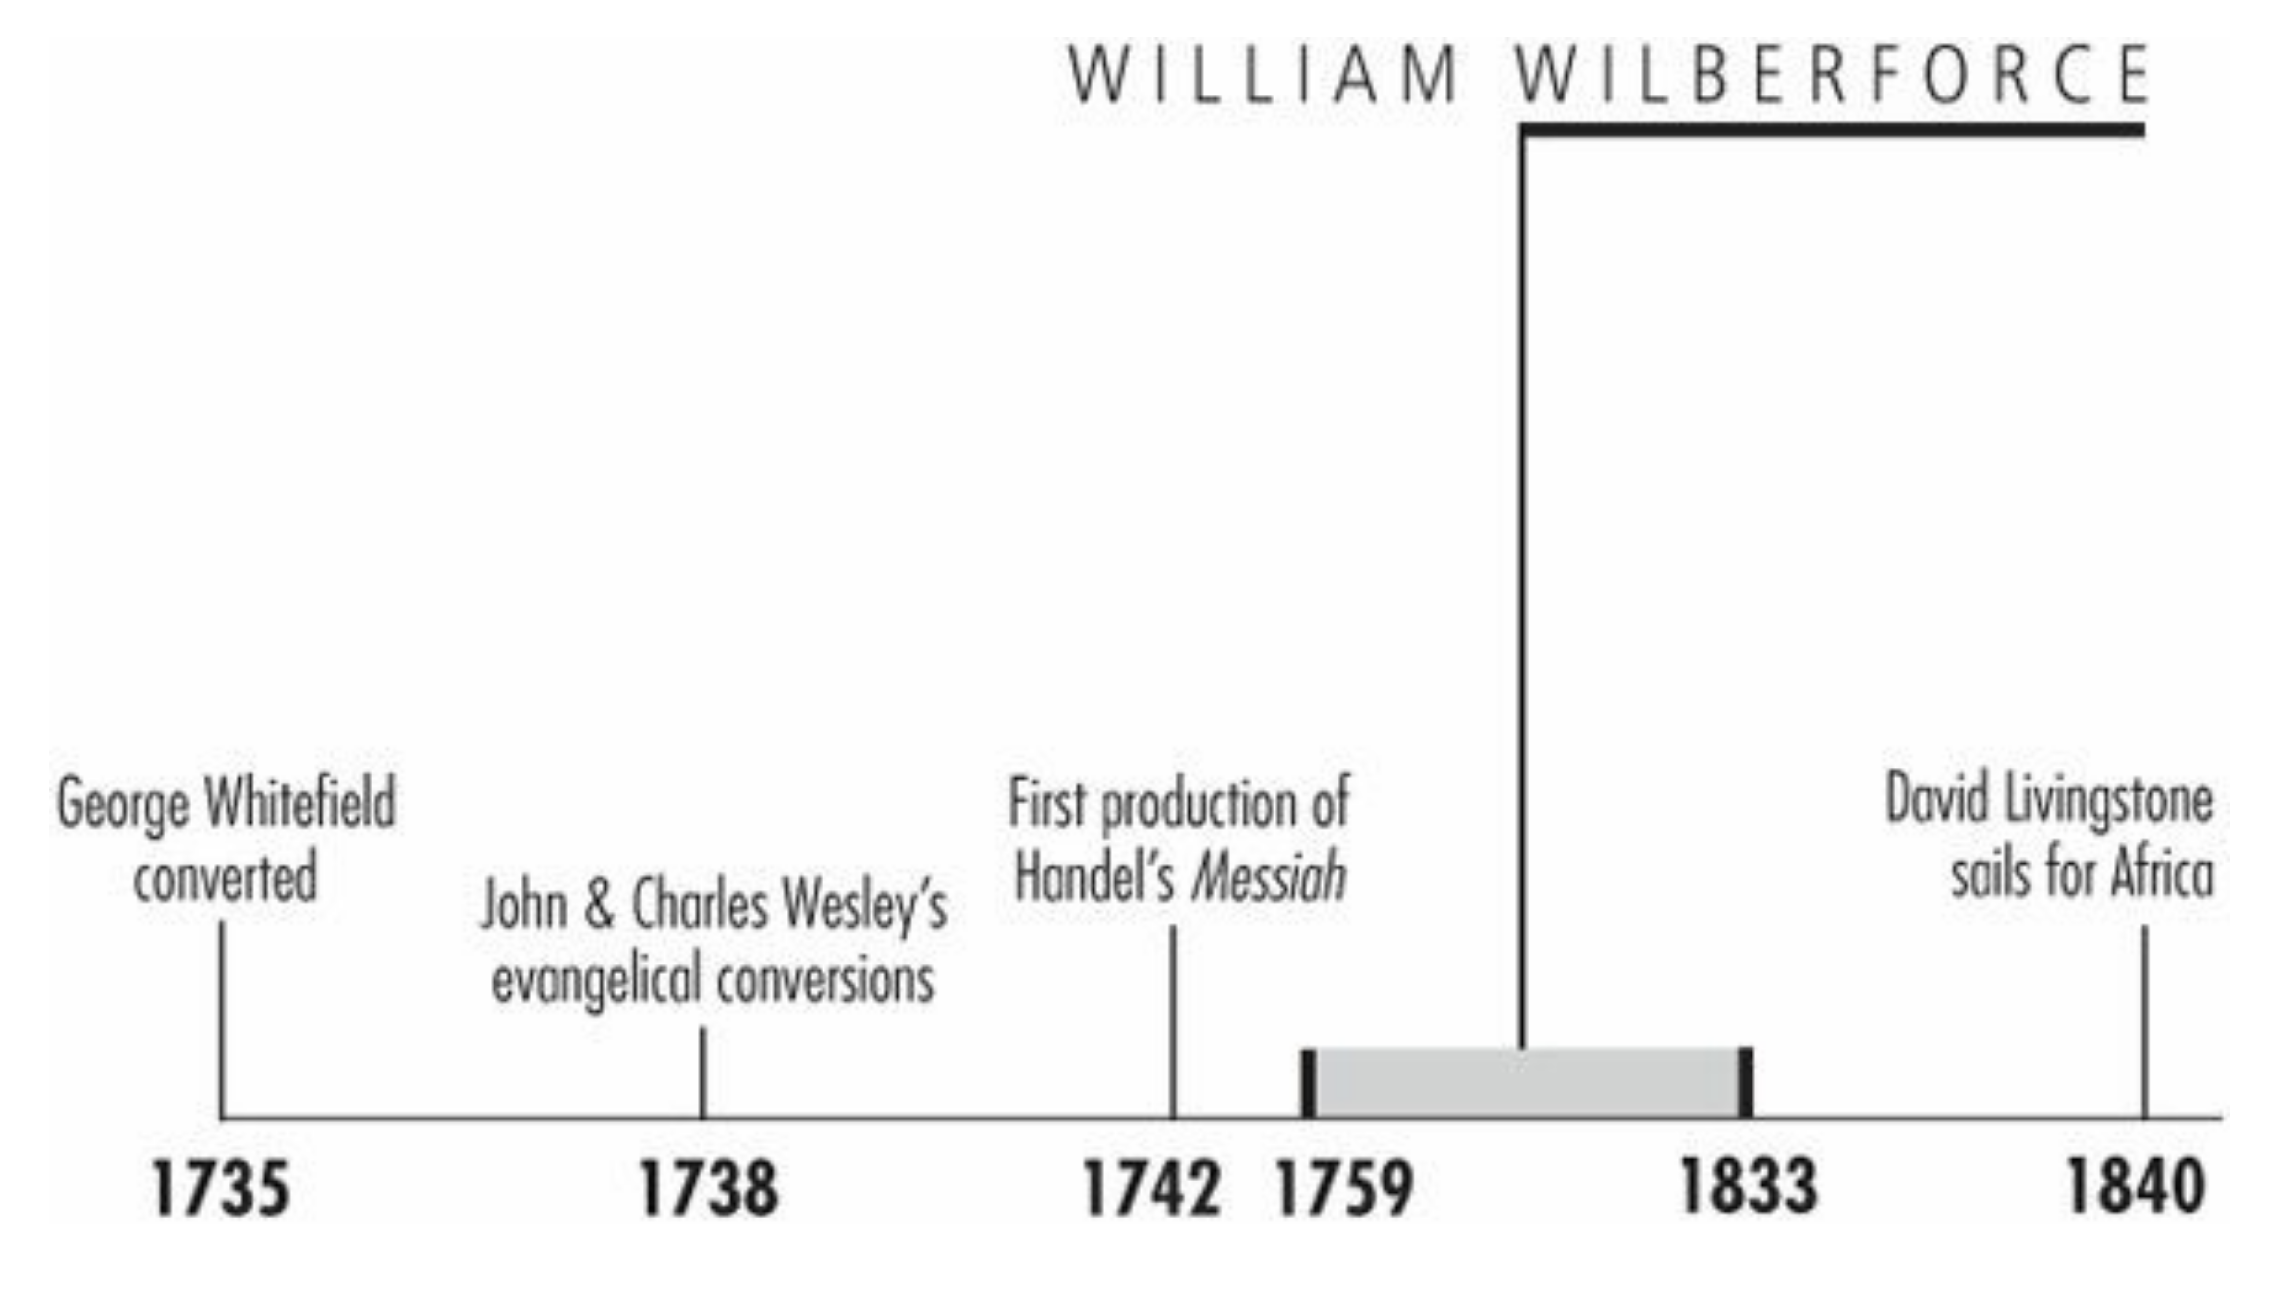 WILLIAM WILBERFORCE
George Whitefield
converted
John & Charles Wesley's
evangelical conversions
First production of
Handel's Messiah
David Livingstone
sails for Africa
1735
1738
1742
1759
1833
1840